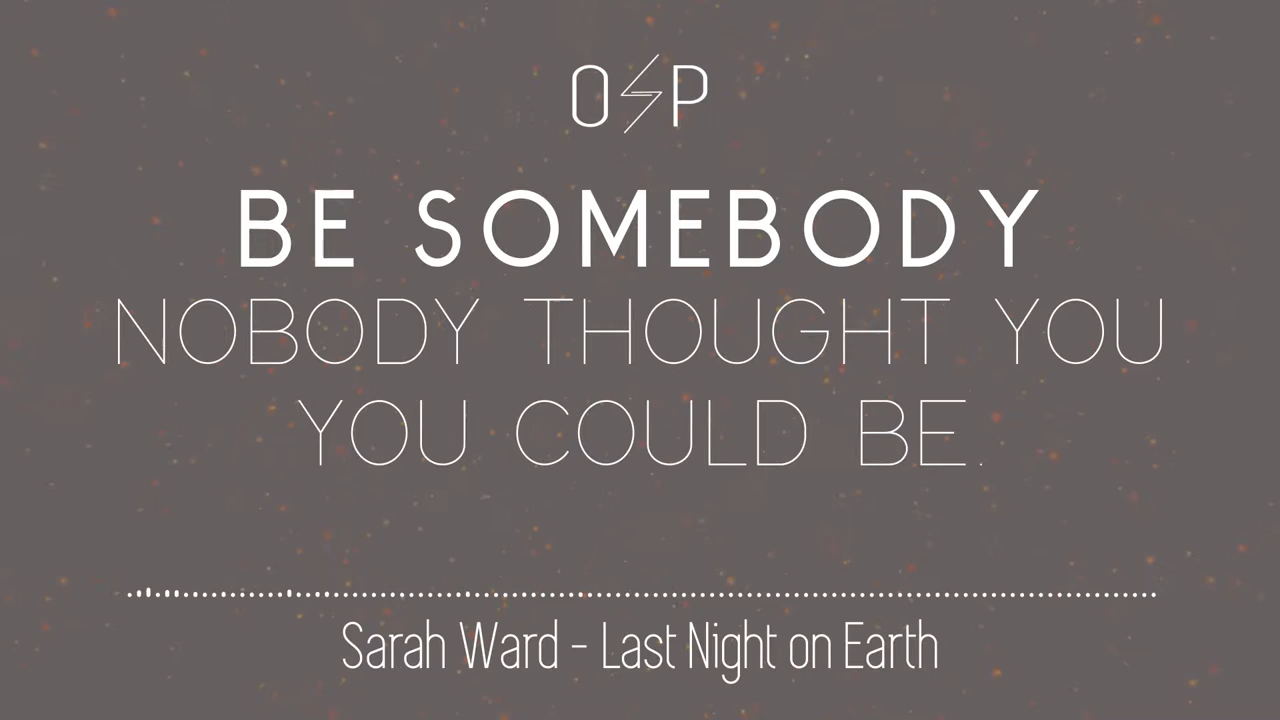 O⚡P
BE SOMEBODY
NOBODY THOUGHT YOU
YOU COULD BE.
Sarah Ward - Last Night on Earth